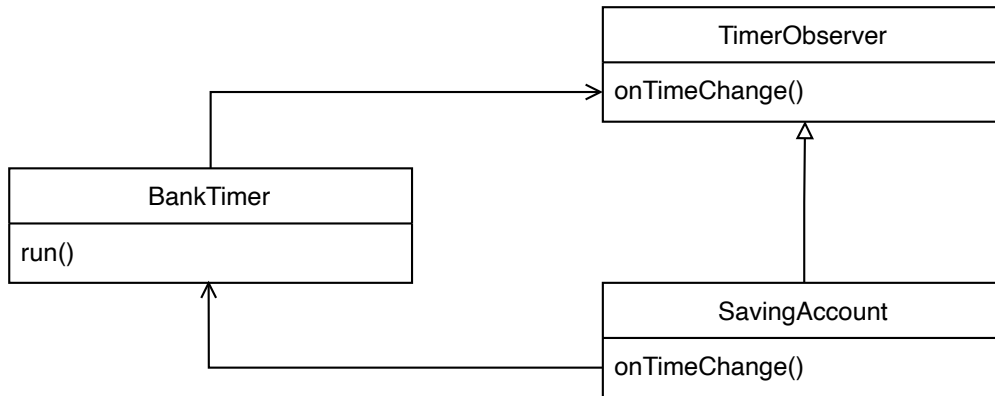 TimerObserver
onTimeChange()
BankTimer
run()
SavingAccount
onTimeChange()